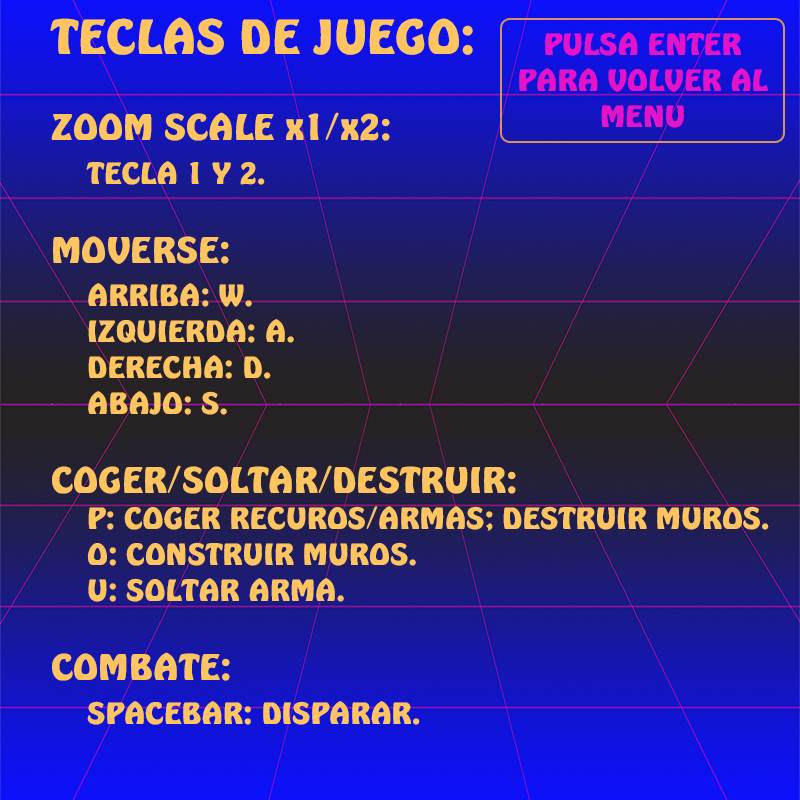 TECLAS DE JUEGO:
PULSA ENTER
PARA VOLVER AL
MENU
ZOOM SCALE x1/x2:
TECLA 1 Y 2.
MOVERSE:
ARRIBA: W.
IZQUIERDA: A.
DERECHA: D.
ABAJO: S.
COGER/SOLTAR/DESTRUIR:
P: COGER RECUROS/ARMAS; DESTRUIR MUROS.
O: CONSTRUIR MUROS.
U: SOLTAR ARMA.
COMBATE:
SPACEBAR: DISPARAR.